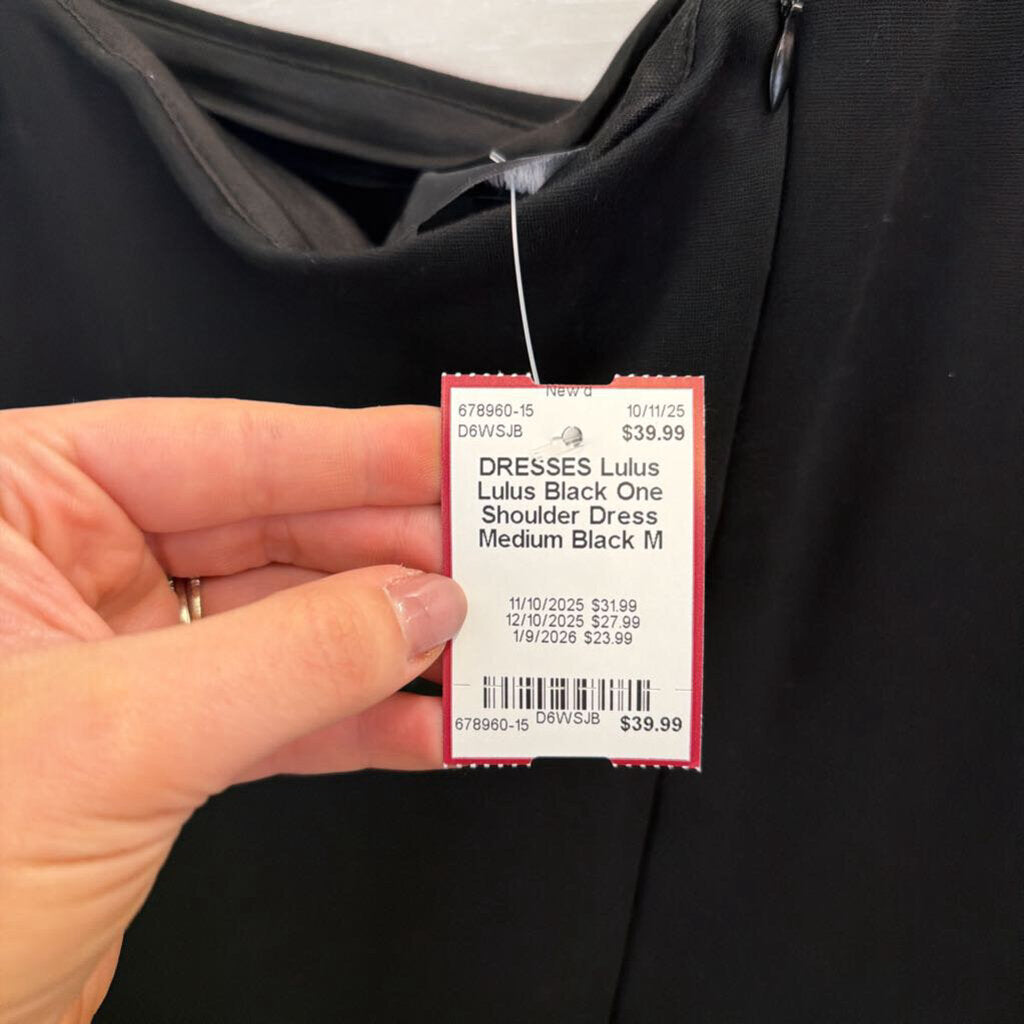 New'd
678960-15 10/11/25
D6WSJB $39.99
DRESSES Lulus
Lulus Black One
Shoulder Dress
Medium Black M
11/10/2025 $31.99
12/10/2025 $27.99
1/9/2026 $23.99
678960-15 D6WSJB $39.99